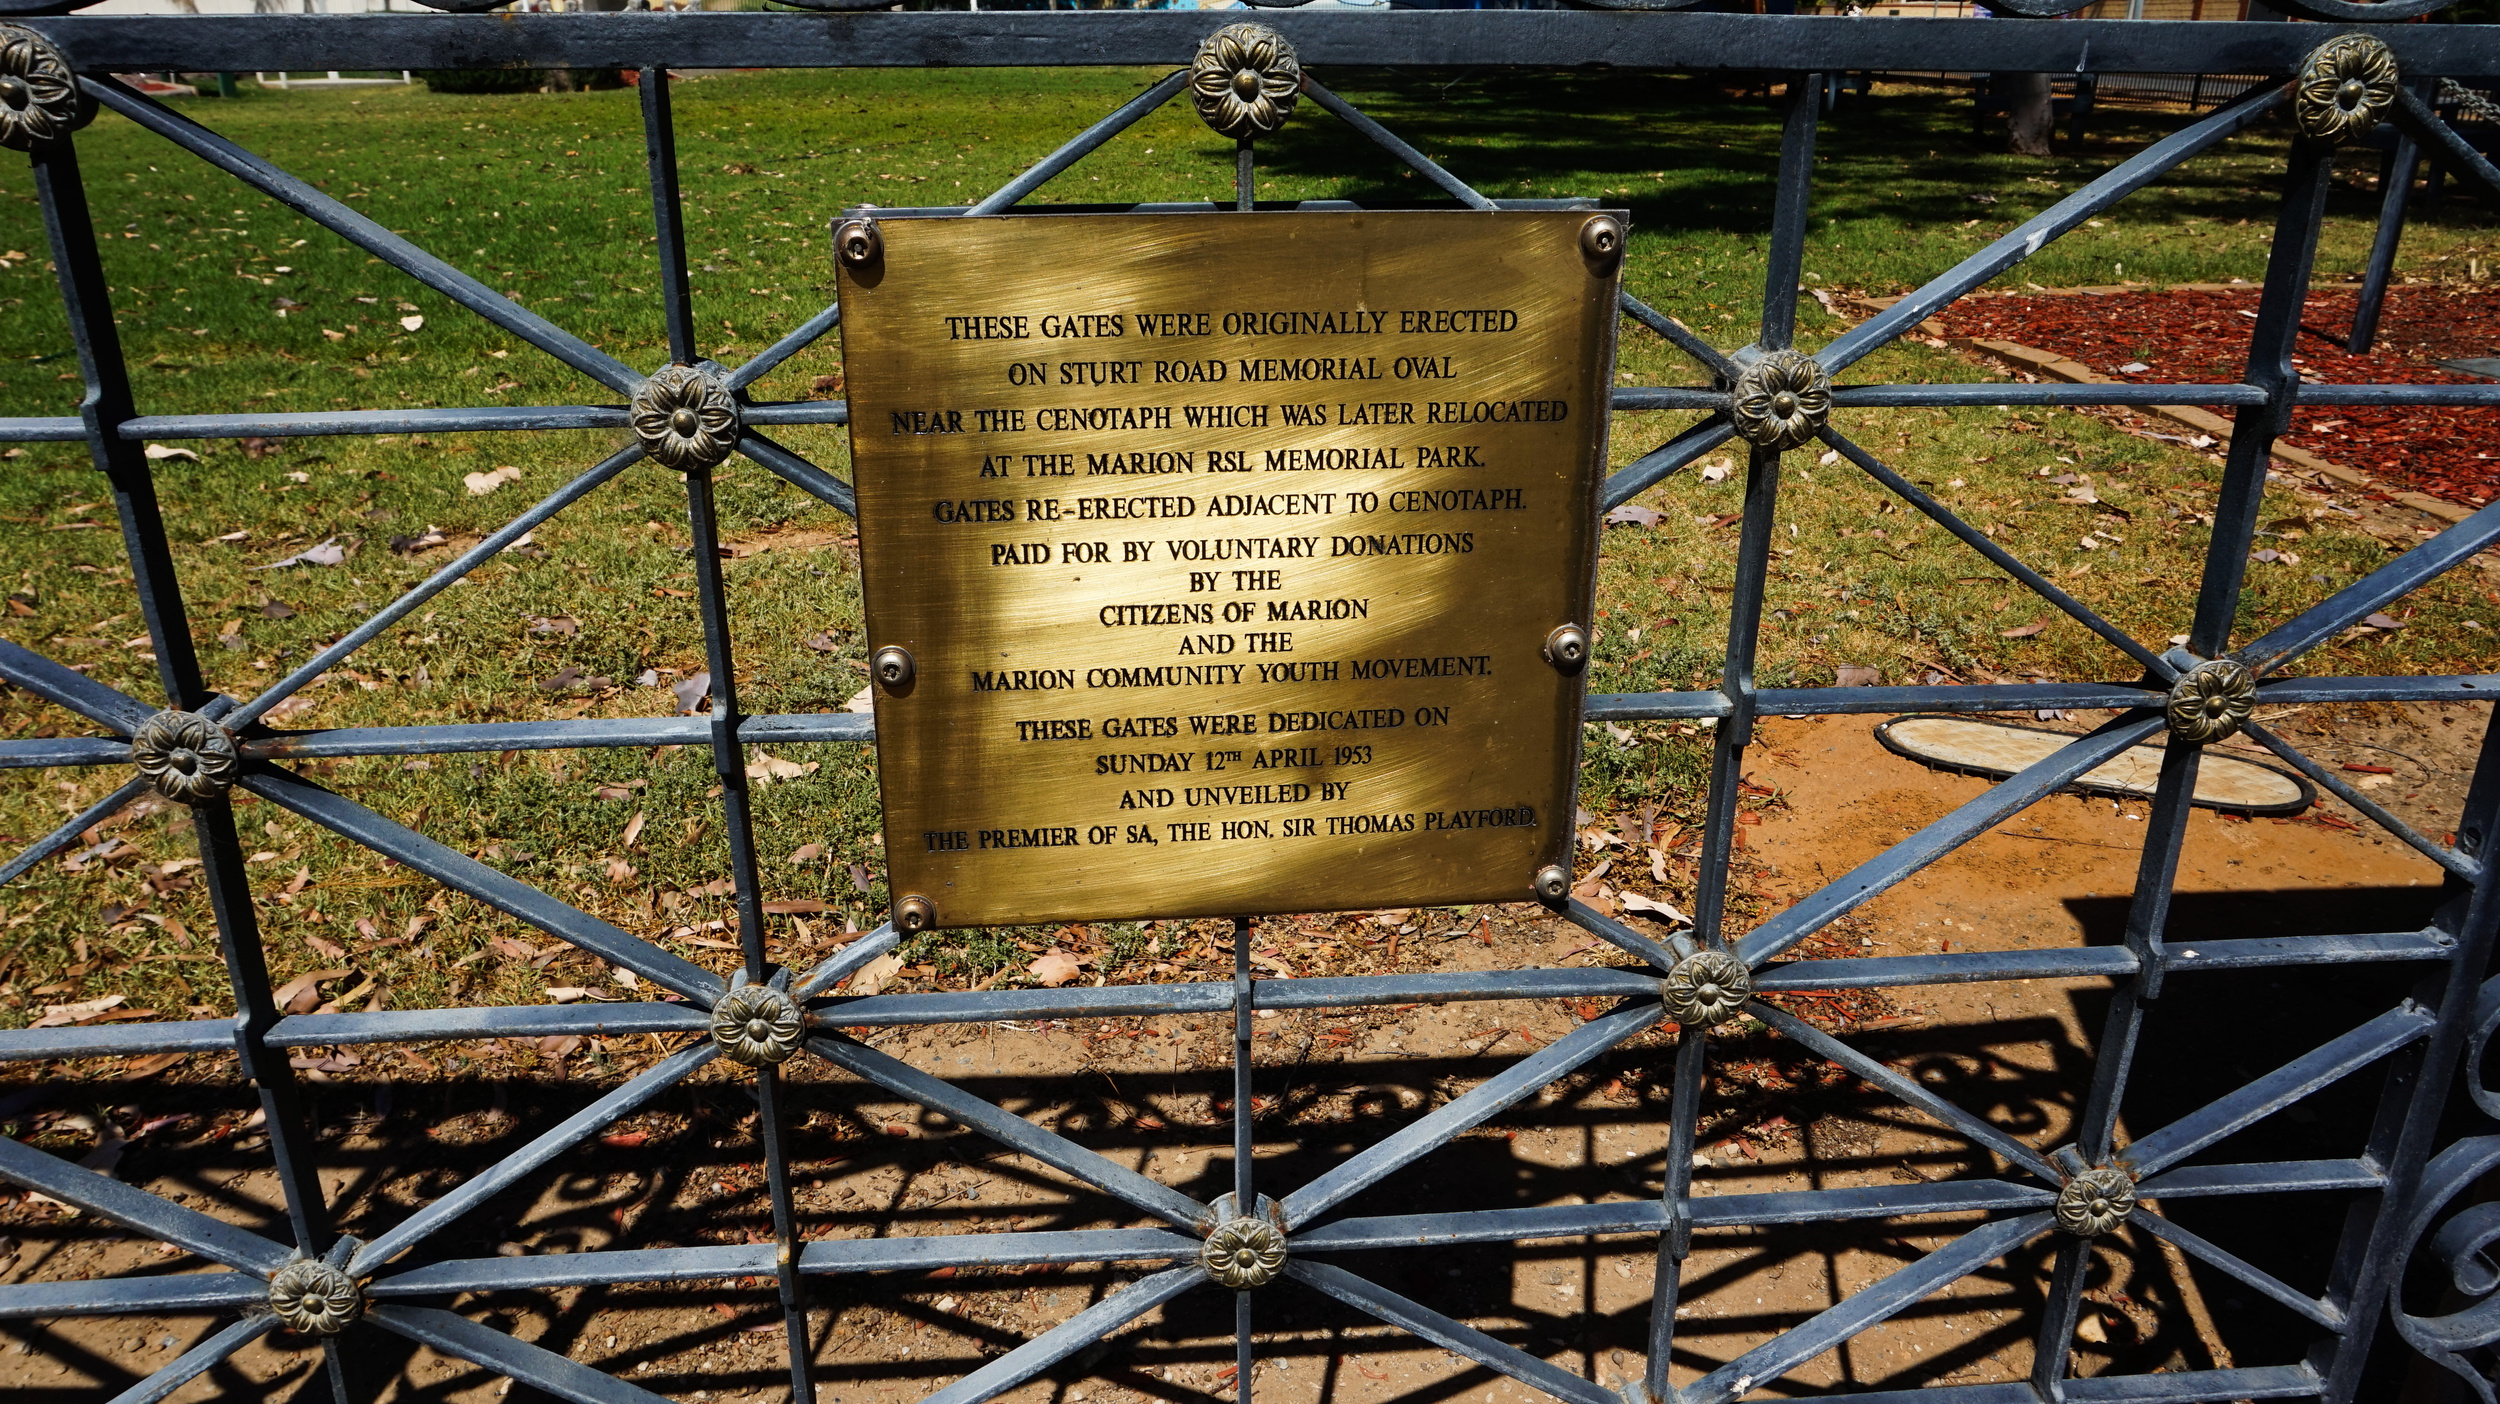 THESE GATES WERE ORIGINALLY ERECTED
ON STURT ROAD MEMORIAL OVAL
NEAR THE CENOTAPH WHICH WAS LATER RELOCATED
AT THE MARION RSL MEMORIAL PARK.
GATES RE-ERECTED ADJACENT TO CENOTAPH.
PAID FOR BY VOLUNTARY DONATIONS
BY THE
CITIZENS OF MARION
AND THE
MARION COMMUNITY YOUTH MOVEMENT.
THESE GATES WERE DEDICATED ON
SUNDAY 12TH APRIL 1953
AND UNVEILED BY
THE PREMIER OF SA, THE HON. SIR THOMAS PLAYFORD.